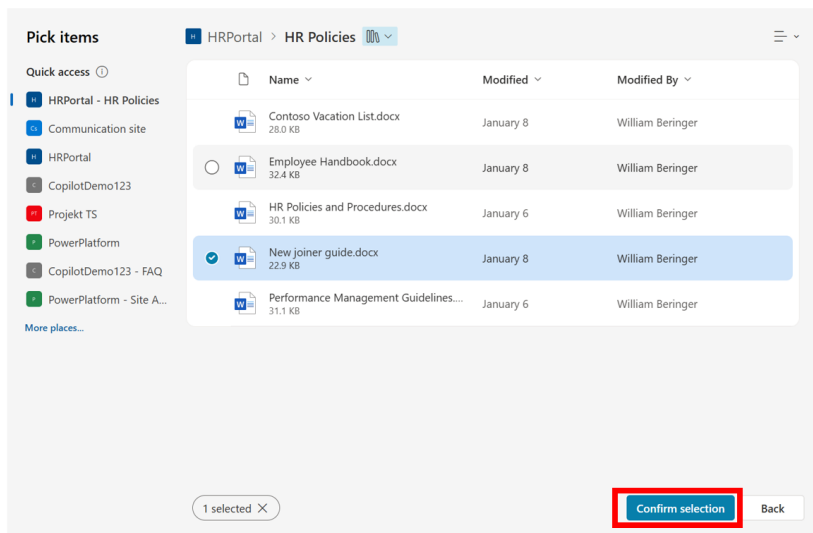 Pick items
H HRPortal > HR Policies
Quick access
Name Modified Modified By
H HRPortal - HR Policies
Cs Communication site
H HRPortal
C CopilotDemo123
PT Projekt TS
P PowerPlatform
C CopilotDemo123 - FAQ
P PowerPlatform - Site A...
More places...
Contoso Vacation List.docx January 8 William Beringer
28.0 KB
Employee Handbook.docx January 8 William Beringer
32.4 KB
HR Policies and Procedures.docx January 6 William Beringer
30.1 KB
New joiner guide.docx January 8 William Beringer
22.9 KB
Performance Management Guidelines.... January 6 William Beringer
31.1 KB
1 selected Confirm selection Back